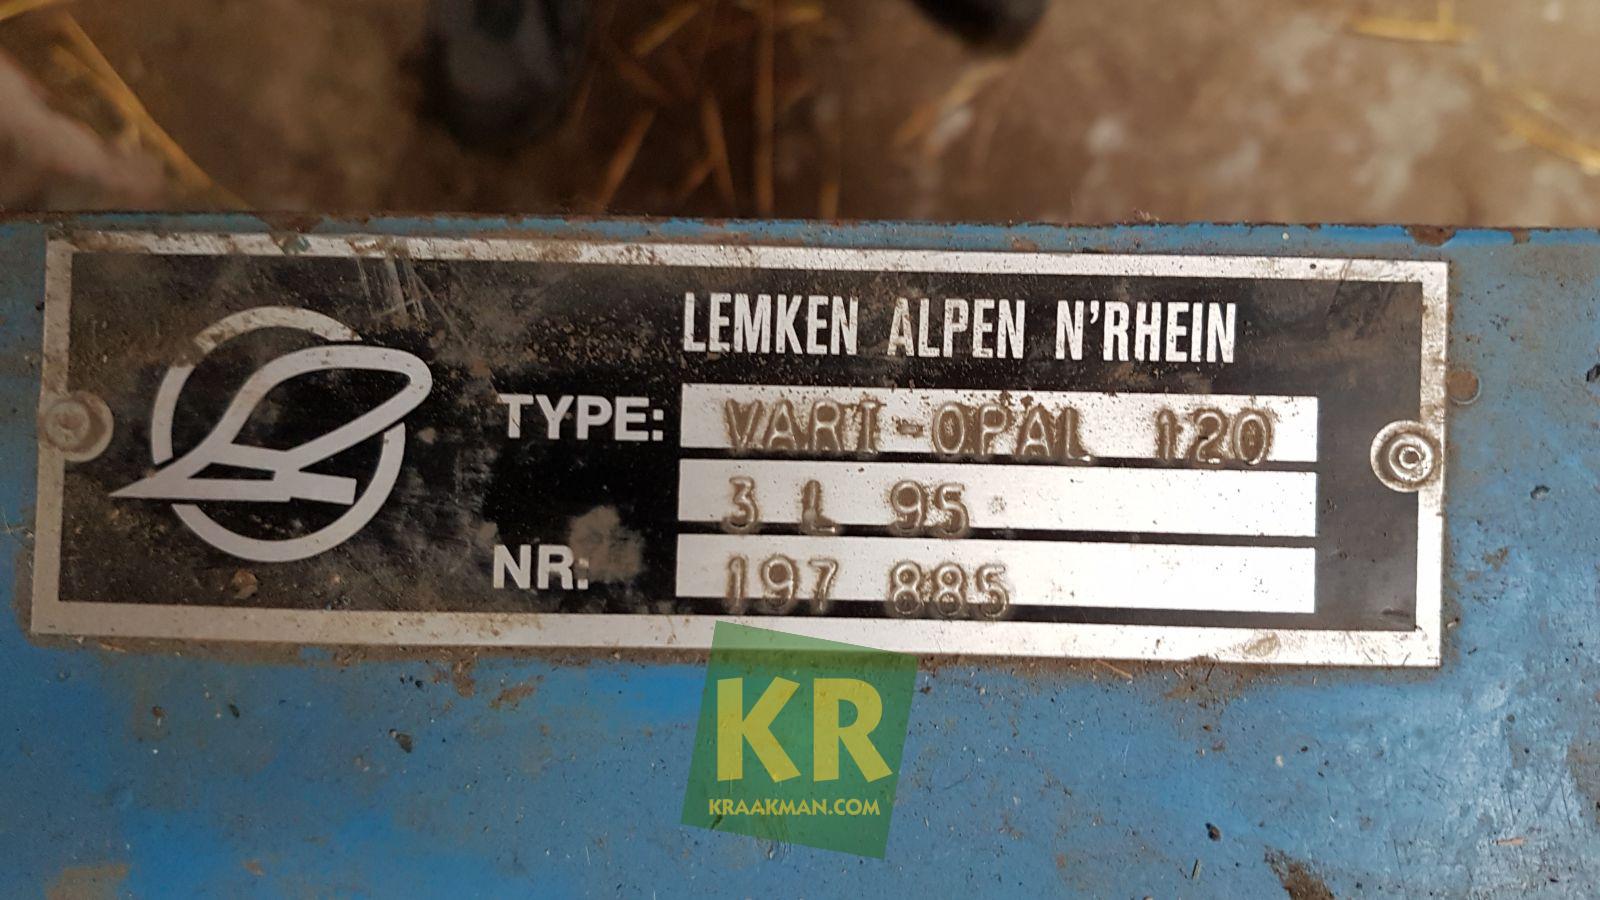 LEMKEN ALPEN N'RHEIN
TYPE: VARI-OPAL 120
3 L 95
NR: 197 885
KR
KRAAKMAN.COM